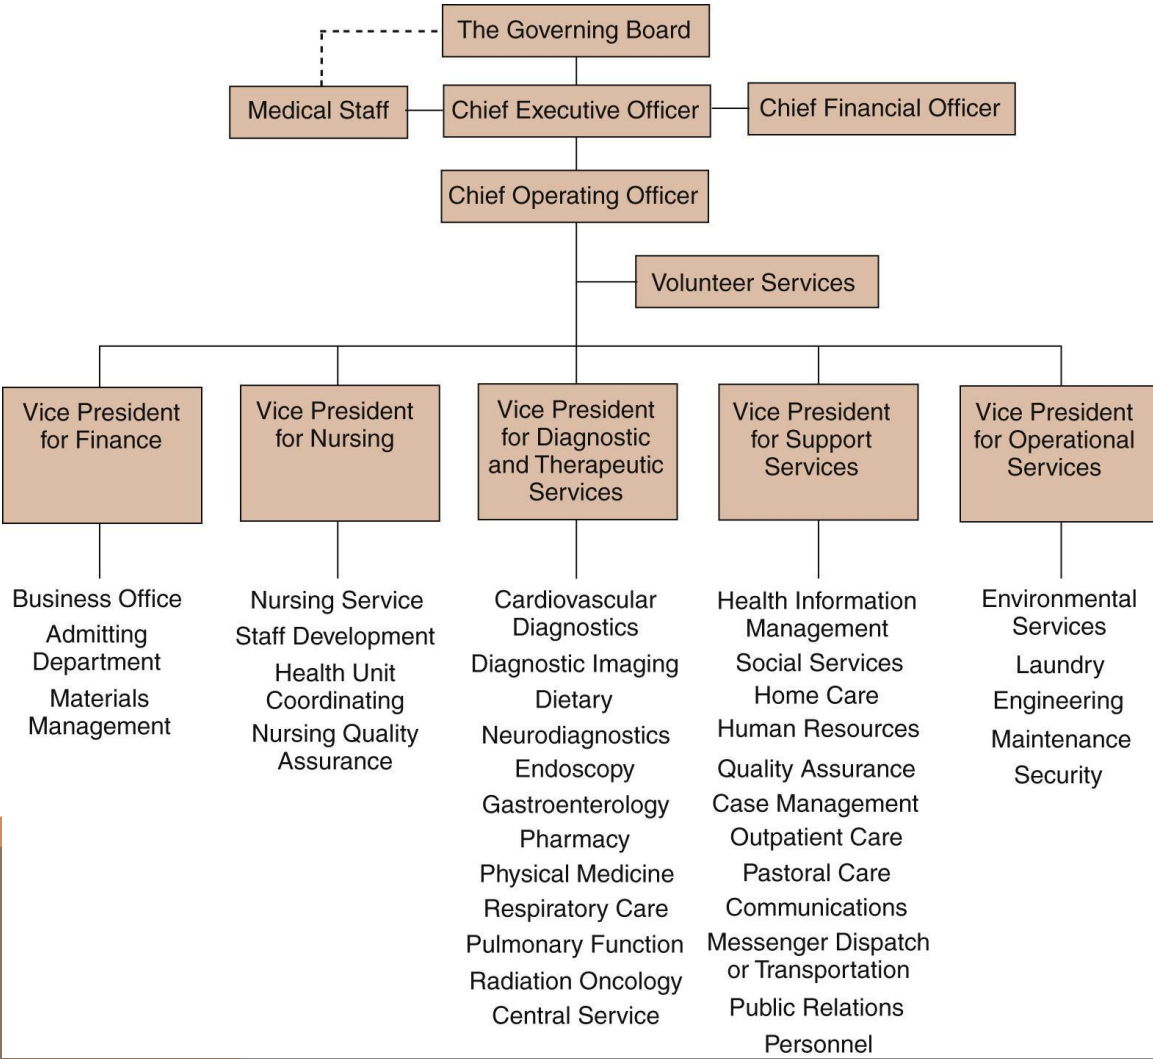 The Governing Board
Medical Staff
Chief Executive Officer
Chief Financial Officer
Chief Operating Officer
Volunteer Services
Vice President
for Finance
Vice President
for Nursing
Vice President
for Diagnostic
and Therapeutic
Services
Vice President
for Support
Services
Vice President
for Operational
Services
Business Office
Admitting
Department
Materials
Management
Nursing Service
Staff Development
Health Unit
Coordinating
Nursing Quality
Assurance
Cardiovascular
Diagnostics
Diagnostic Imaging
Dietary
Neurodiagnostics
Endoscopy
Gastroenterology
Pharmacy
Physical Medicine
Respiratory Care
Pulmonary Function
Radiation Oncology
Central Service
Health Information
Management
Social Services
Home Care
Human Resources
Quality Assurance
Case Management
Outpatient Care
Pastoral Care
Communications
Messenger Dispatch
or Transportation
Public Relations
Personnel
Environmental
Services
Laundry
Engineering
Maintenance
Security